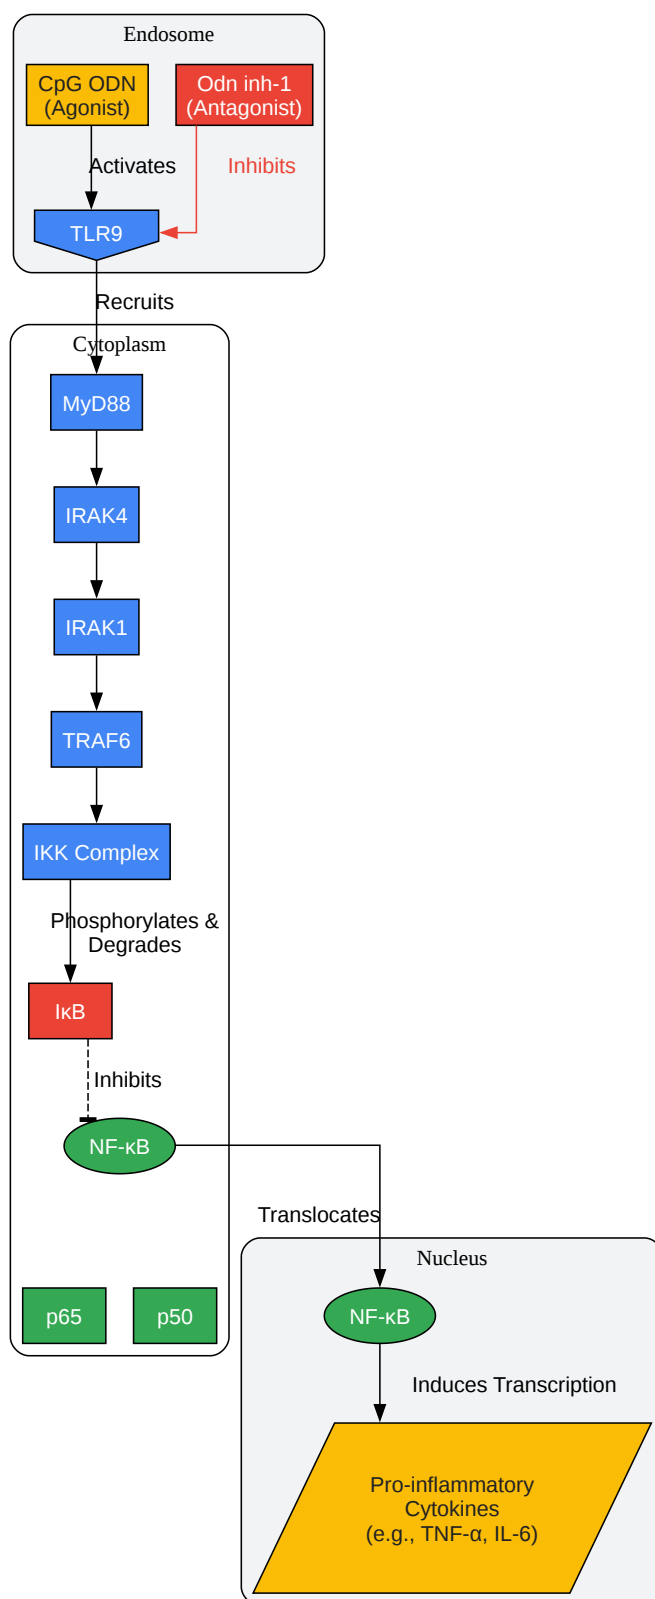 Endosome
CpG ODN
(Agonist)
Odn inh-1
(Antagonist)
Activates
Inhibits
TLR9
Recruits
Cytoplasm
MyD88
IRAK4
IRAK1
TRAF6
IKK Complex
Phosphorylates &
Degrades
IκB
Inhibits
NF-κB
Translocates
Nucleus
p65
p50
NF-κB
Induces Transcription
Pro-inflammatory
Cytokines
(e.g., TNF-α, IL-6)